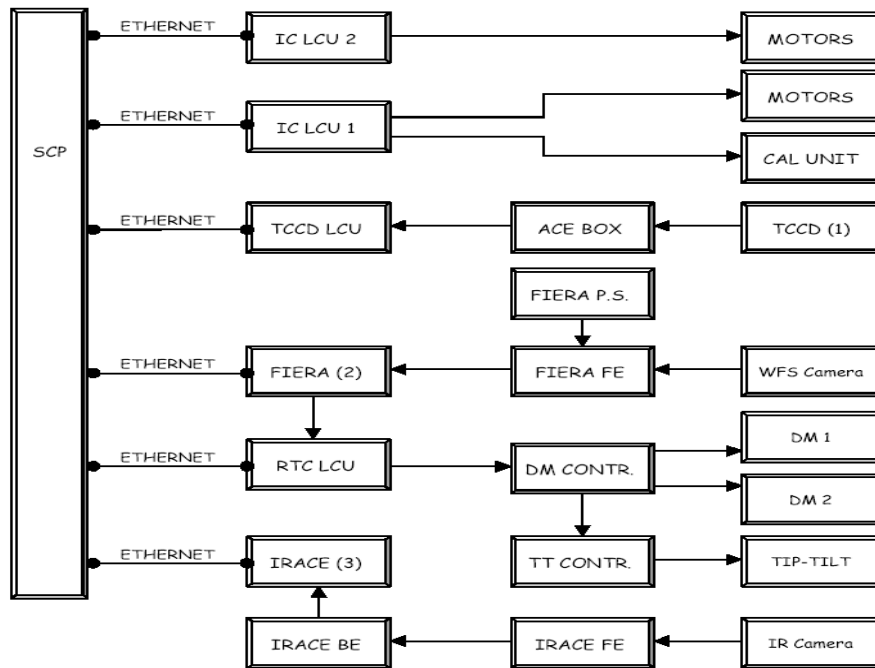 ETHERNET
IC LCU 2
MOTORS
MOTORS
ETHERNET
IC LCU 1
SCP
CAL UNIT
ETHERNET
TCCD LCU
ACE BOX
TCCD (1)
FIERA P.S.
ETHERNET
FIERA (2)
FIERA FE
WFS Camera
DM 1
ETHERNET
RTC LCU
DM CONTR.
DM 2
ETHERNET
IRACE (3)
TT CONTR.
TIP-TILT
IRACE BE
IRACE FE
IR Camera